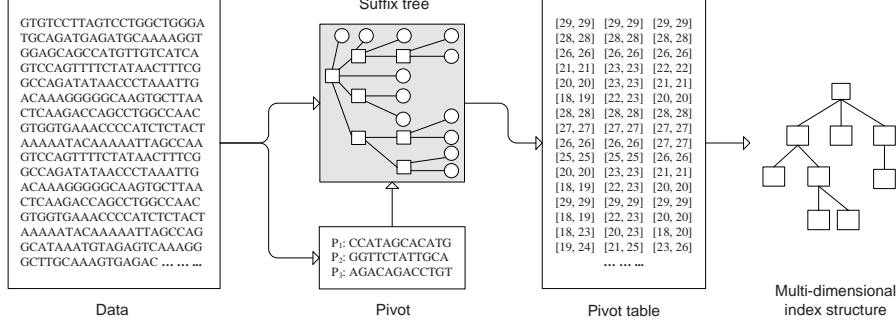 GTGTCCTTAGTCCTGGCTGGGA
TGCAGATGAGATGCAAAAGGT
GGAGCAGCCATGTTGTCATCA
GTCCAGTTTTCTATAACTTTCG
GCCAGATATAACCCTAAATTG
ACAAAGGGGGCAAGTGCTTAA
CTCAAGACCAGCCTGGCCAAC
GTGGTGAAACCCCATCTCTACT
AAAAATACAAAAATTAGCCAA
GTCCAGTTTTCTATAACTTTCG
GCCAGATATAACCCTAAATTG
ACAAAGGGGGCAAGTGCTTAA
CTCAAGACCAGCCTGGCCAAC
GTGGTGAAACCCCATCTCTACT
AAAAATACAAAAATTAGCCAG
GCATAAATGTAGAGTCAAAGG
GCTTGCAAAGTGAGAC ... ... ...
Data
Suffix tree
P1: CCATAGCACATG
P2: GGTTCTATTGCA
P3: AGACAGACCTGT
Pivot
[29, 29] [29, 29] [29, 29]
[28, 28] [28, 28] [28, 28]
[26, 26] [26, 26] [26, 26]
[21, 21] [23, 23] [22, 22]
[20, 20] [23, 23] [21, 21]
[18, 19] [22, 23] [20, 20]
[28, 28] [28, 28] [28, 28]
[27, 27] [27, 27] [27, 27]
[26, 26] [26, 26] [27, 27]
[25, 25] [25, 25] [26, 26]
[20, 20] [23, 23] [21, 21]
[18, 19] [22, 23] [20, 20]
[29, 29] [29, 29] [29, 29]
[18, 19] [22, 23] [20, 20]
[18, 23] [20, 23] [18, 20]
[19, 24] [21, 25] [23, 26]
... ... ...
Pivot table
Multi-dimensional
index structure